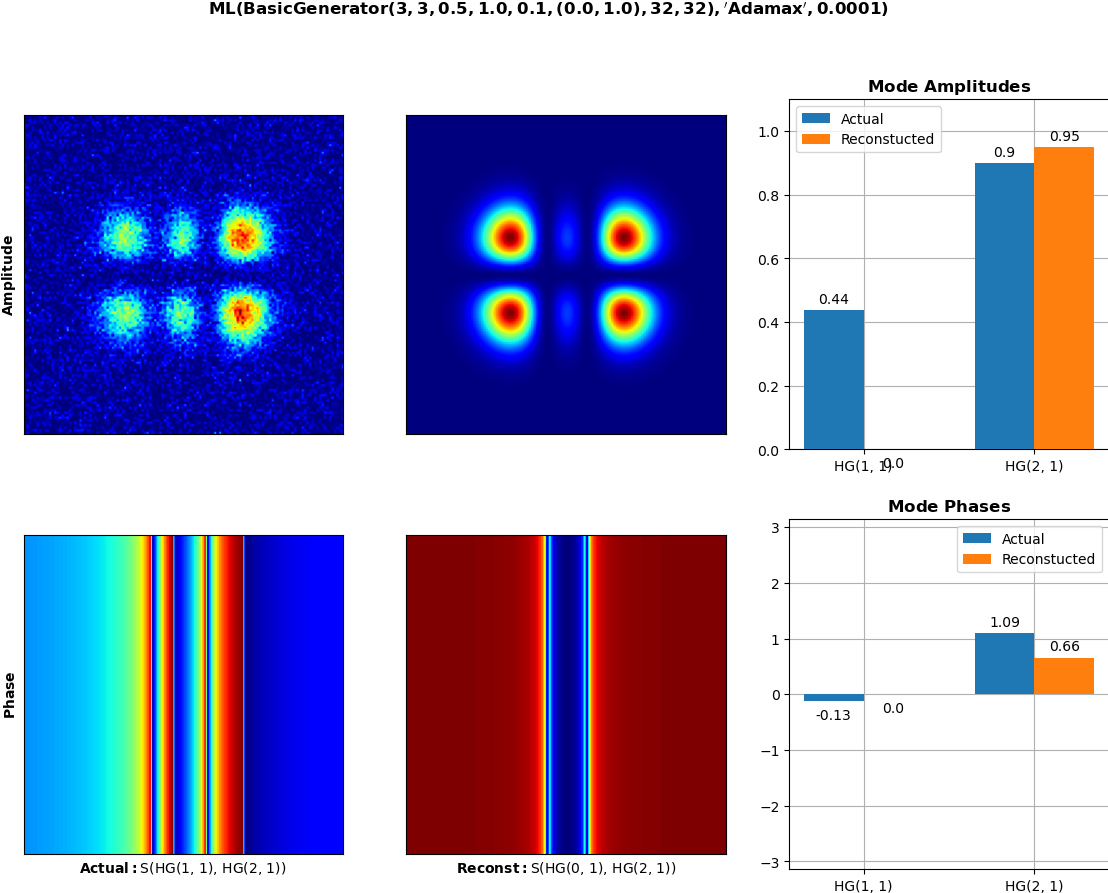 ML(BasicGenerator(3, 3, 0.5, 1.0, 0.1, (0.0, 1.0), 32, 32), 'Adamax', 0.0001)
Amplitude
Mode Amplitudes
Actual
Reconstucted
1.0
0.8
0.6
0.4
0.2
0.0
0.44
0.0
0.9
0.95
HG(1, 1)
HG(2, 1)
Phase
Actual: S(HG(1, 1), HG(2, 1))
Reconst: S(HG(0, 1), HG(2, 1))
Mode Phases
Actual
Reconstucted
3
2
1
0
−1
−2
−3
-0.13
0.0
1.09
0.66
HG(1, 1)
HG(2, 1)